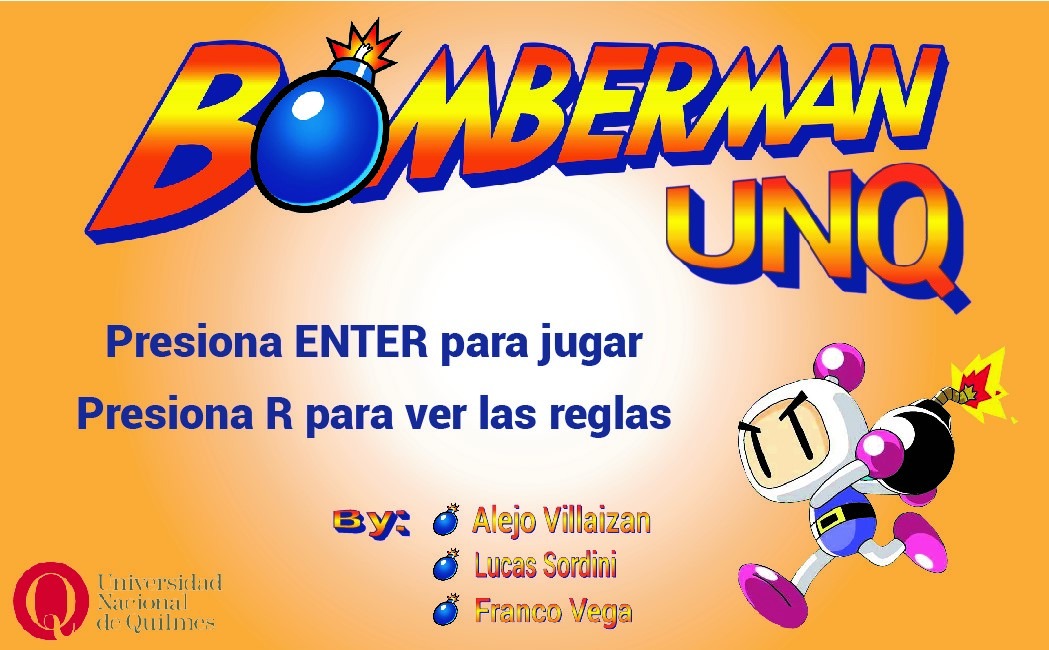 BOMBERMAN
UNQ
Presiona ENTER para jugar
Presiona R para ver las reglas
By: Alejo Villaizan
Lucas Sordini
Franco Vega
Universidad
Nacional
de Quilmes